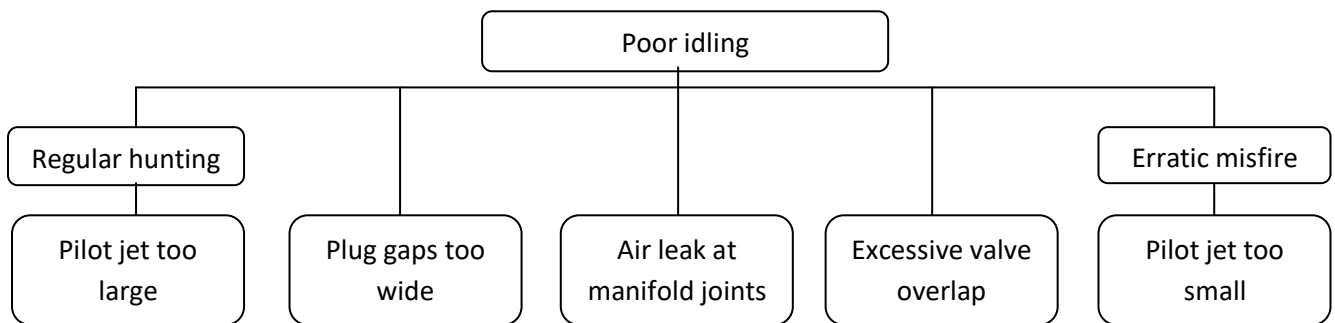 Poor idling
Regular hunting
Erratic misfire
Pilot jet too
large
Plug gaps too
wide
Air leak at
manifold joints
Excessive valve
overlap
Pilot jet too
small